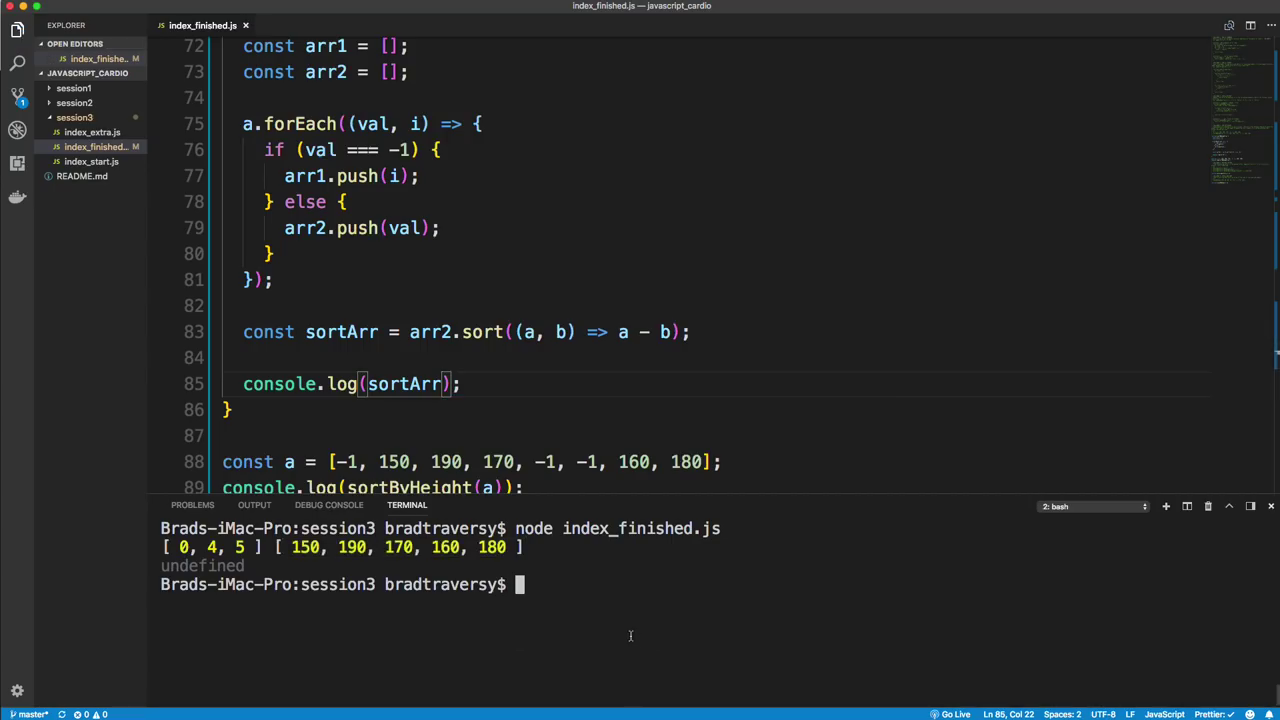 index_finished.js — javascript_cardio
EXPLORER
index_finished.js
OPEN EDITORS
index_finishe.. M
JAVASCRIPT_CARDIO
session1
session2
session3
index_extra.js
index_finished... M
index_start.js
README.md
1
72 const arr1 = [];
73 const arr2 = [];
74
75 a.forEach((val, i) => {
76 if (val === -1) {
77 arr1.push(i);
78 } else {
79 arr2.push(val);
80 }
81 });
82
83 const sortArr = arr2.sort((a, b) => a - b);
84
85 console.log(sortArr);
86 }
87
88 const a = [-1, 150, 190, 170, -1, -1, 160, 180];
89 console.log(sortByHeight(a));
PROBLEMS OUTPUT DEBUG CONSOLE TERMINAL 2: bash
Brads-iMac-Pro:session3 bradtraversy$ node index_finished.js
[ 0, 4, 5 ] [ 150, 190, 170, 160, 180 ]
undefined
Brads-iMac-Pro:session3 bradtraversy$
master* 0 0 Go Live Ln 85, Col 22 Spaces: 2 UTF-8 LF JavaScript Prettier: ✓